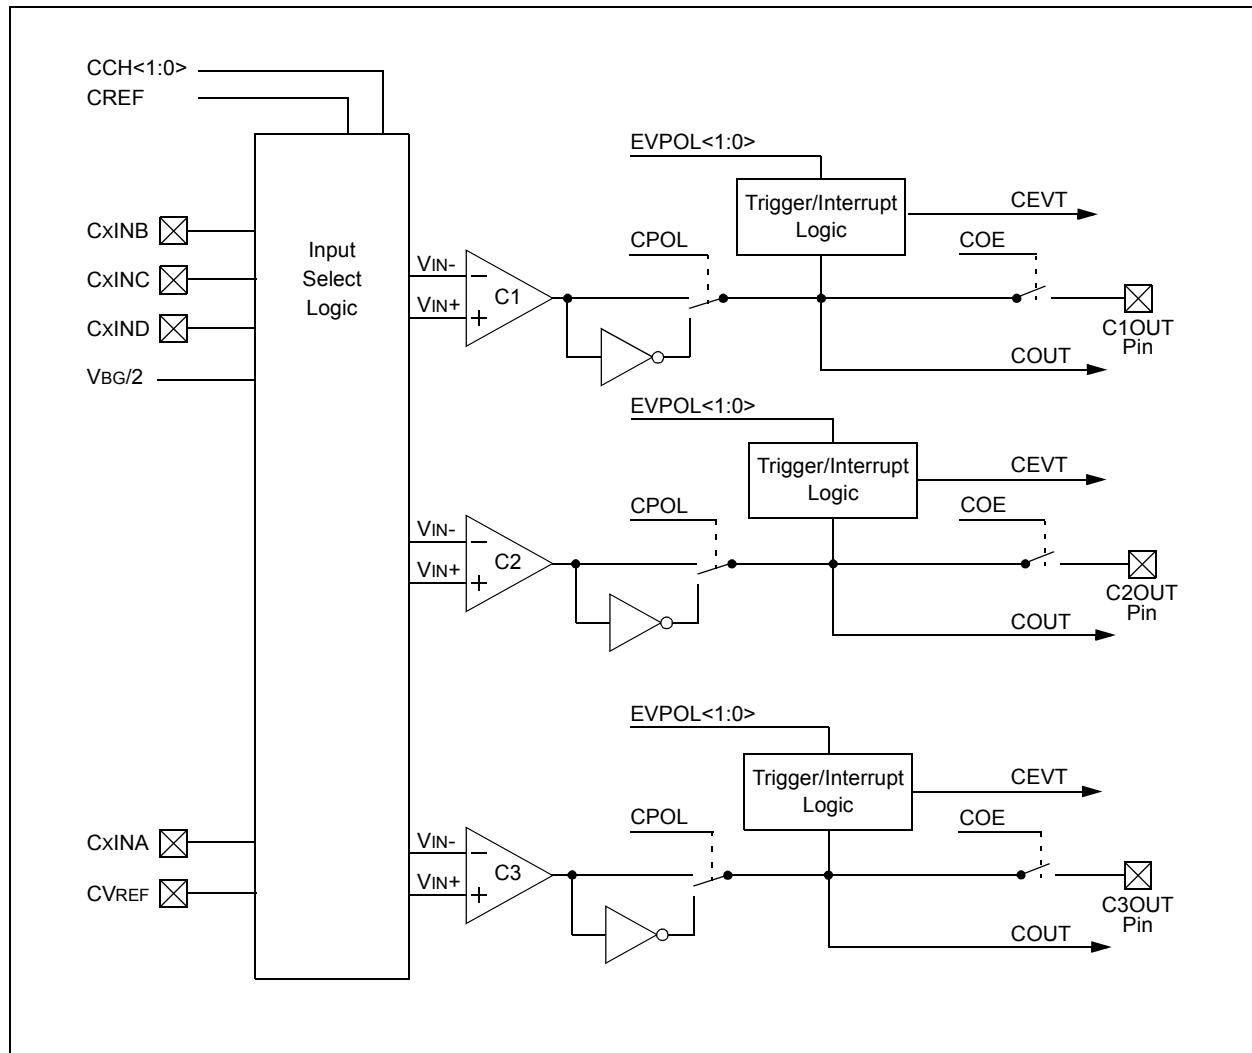 CCH<1:0>
CREF
CXINB
CXINC
CXIND
VBG/2
CXINA
CVREF
Input
Select
Logic
EVPOL<1:0>
Trigger/Interrupt
Logic
CEVT
CPOL
COE
VIN-
VIN+
C1
C1OUT
Pin
COUT
EVPOL<1:0>
Trigger/Interrupt
Logic
CEVT
CPOL
COE
VIN-
VIN+
C2
C2OUT
Pin
COUT
EVPOL<1:0>
Trigger/Interrupt
Logic
CEVT
CPOL
COE
VIN-
VIN+
C3
C3OUT
Pin
COUT